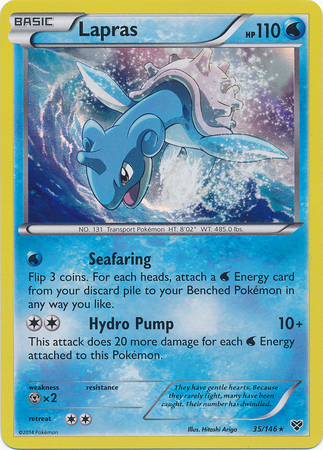 BASIC
Lapras HP110
NO. 131 Transport Pokémon HT: 8'02" WT: 485.0 lbs.
Seafaring
Flip 3 coins. For each heads, attach a Energy card
from your discard pile to your Benched Pokémon in
any way you like.
Hydro Pump 10+
This attack does 20 more damage for each Energy
attached to this Pokémon.
weakness resistance
×2
retreat
They have gentle hearts. Because
they rarely fight, many have been
caught. Their number has dwindled.
©2014 Pokémon Illus. Hitoshi Ariga 35/146★